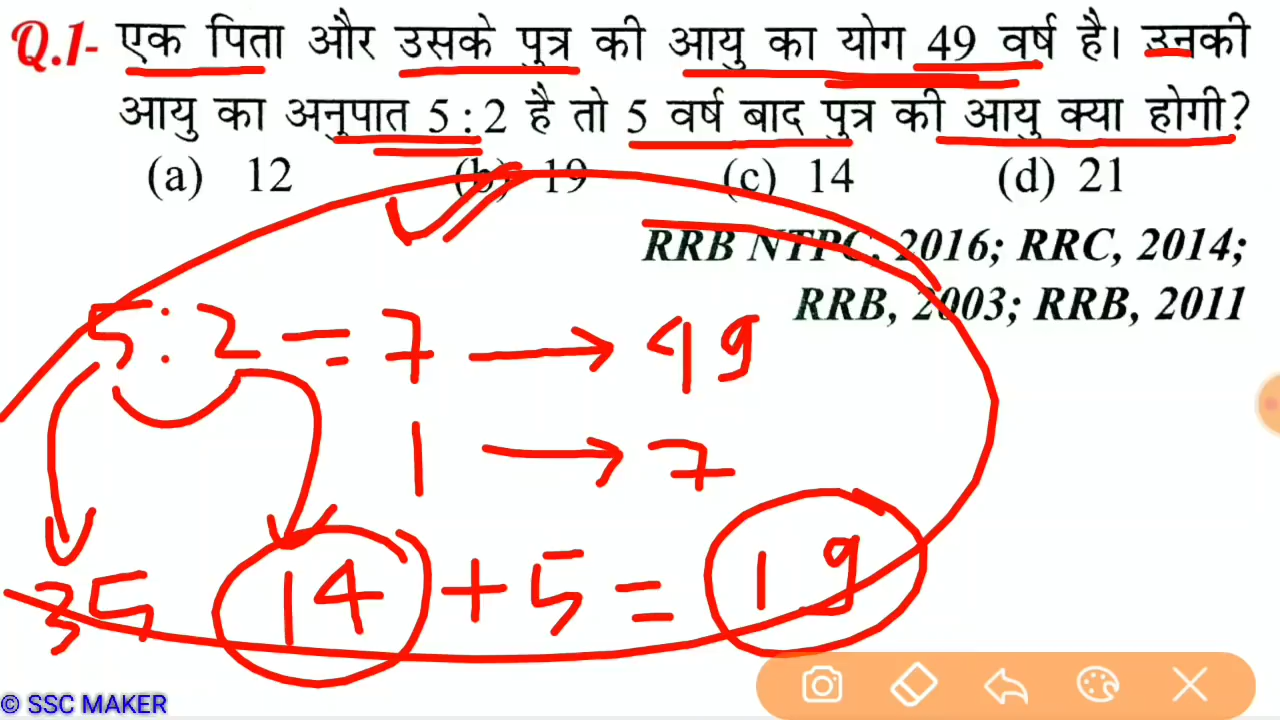 Q.1- एक पिता और उसके पुत्र की आयु का योग 49 वर्ष है। उनकी
आयु का अनुपात 5 : 2 है तो 5 वर्ष बाद पुत्र की आयु क्या होगी?
(a) 12 (b) 19 (c) 14 (d) 21
RRB NTPC, 2016; RRC, 2014;
RRB, 2003; RRB, 2011
5 : 2 = 7 → 49
1 → 7
35 14 + 5 = 19
© SSC MAKER